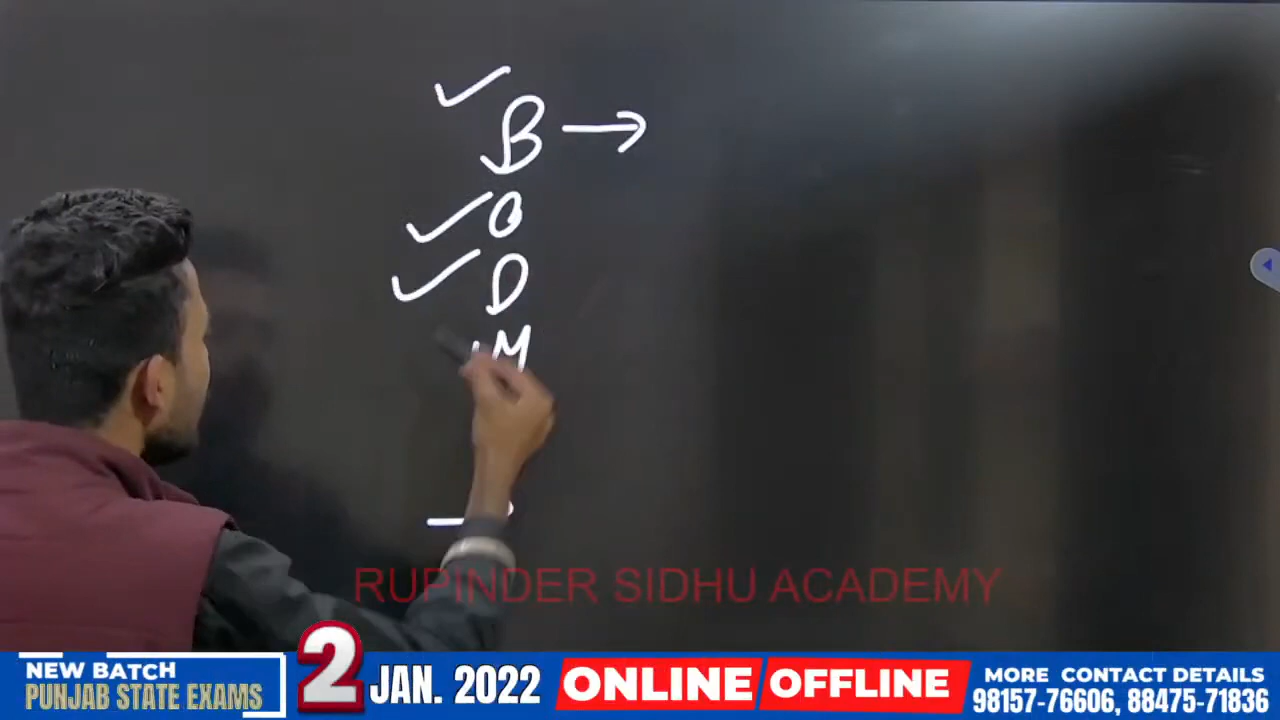 B →
O
D
M
RUPINDER SIDHU ACADEMY
NEW BATCH
PUNJAB STATE EXAMS
2 JAN. 2022
ONLINE OFFLINE
MORE CONTACT DETAILS
98157-76606, 88475-71836